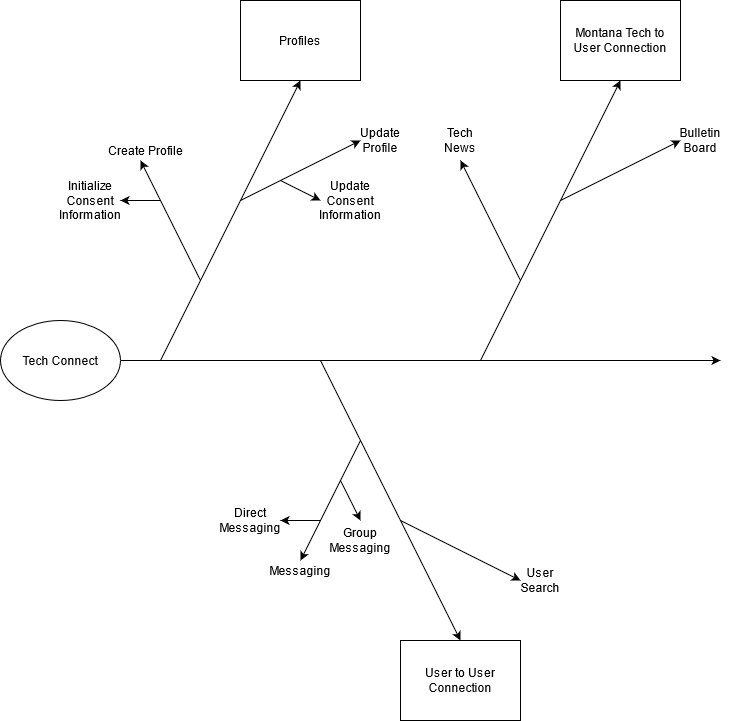 Profiles
Montana Tech to
User Connection
Create Profile
Update
Profile
Tech
News
Bulletin
Board
Initialize
Consent
Information
Update
Consent
Information
Tech Connect
Direct
Messaging
Group
Messaging
Messaging
User
Search
User to User
Connection